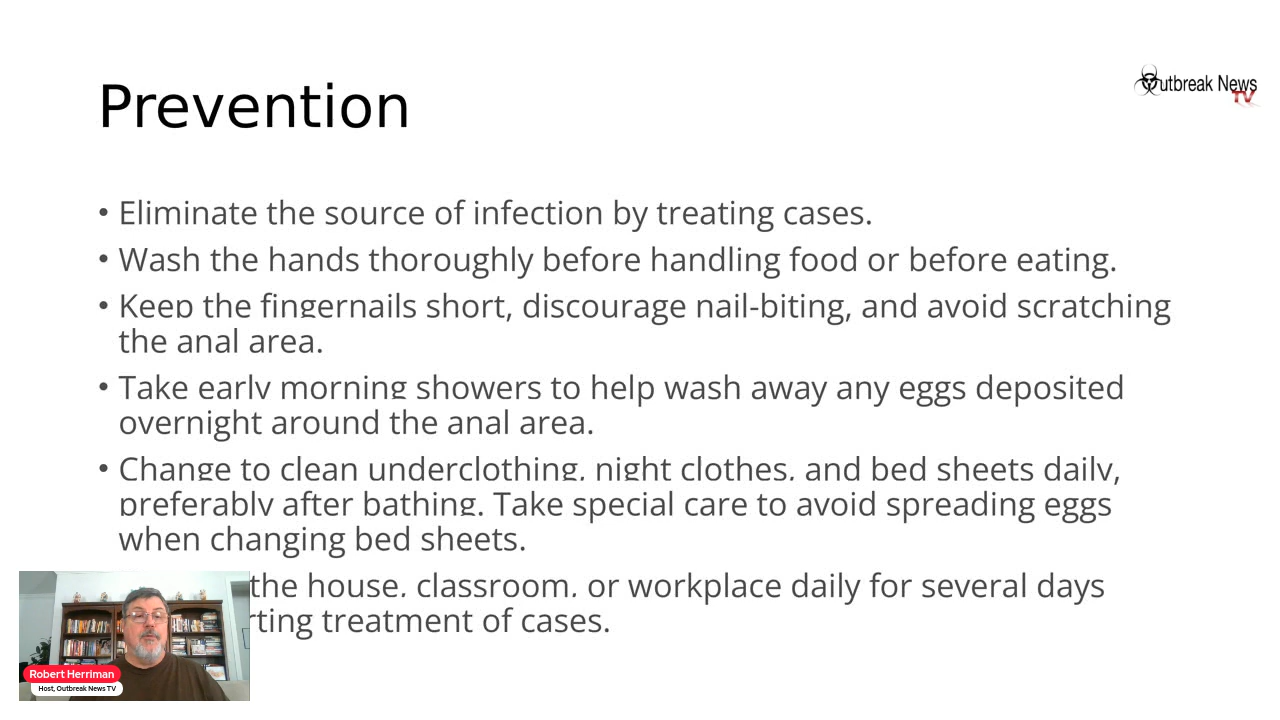 Prevention
Outbreak News
TV
• Eliminate the source of infection by treating cases.
• Wash the hands thoroughly before handling food or before eating.
• Keep the fingernails short, discourage nail-biting, and avoid scratching
the anal area.
• Take early morning showers to help wash away any eggs deposited
overnight around the anal area.
• Change to clean underclothing, night clothes, and bed sheets daily,
preferably after bathing. Take special care to avoid spreading eggs
when changing bed sheets.
the house, classroom, or workplace daily for several days
rting treatment of cases.
Robert Herriman
Host, Outbreak News TV